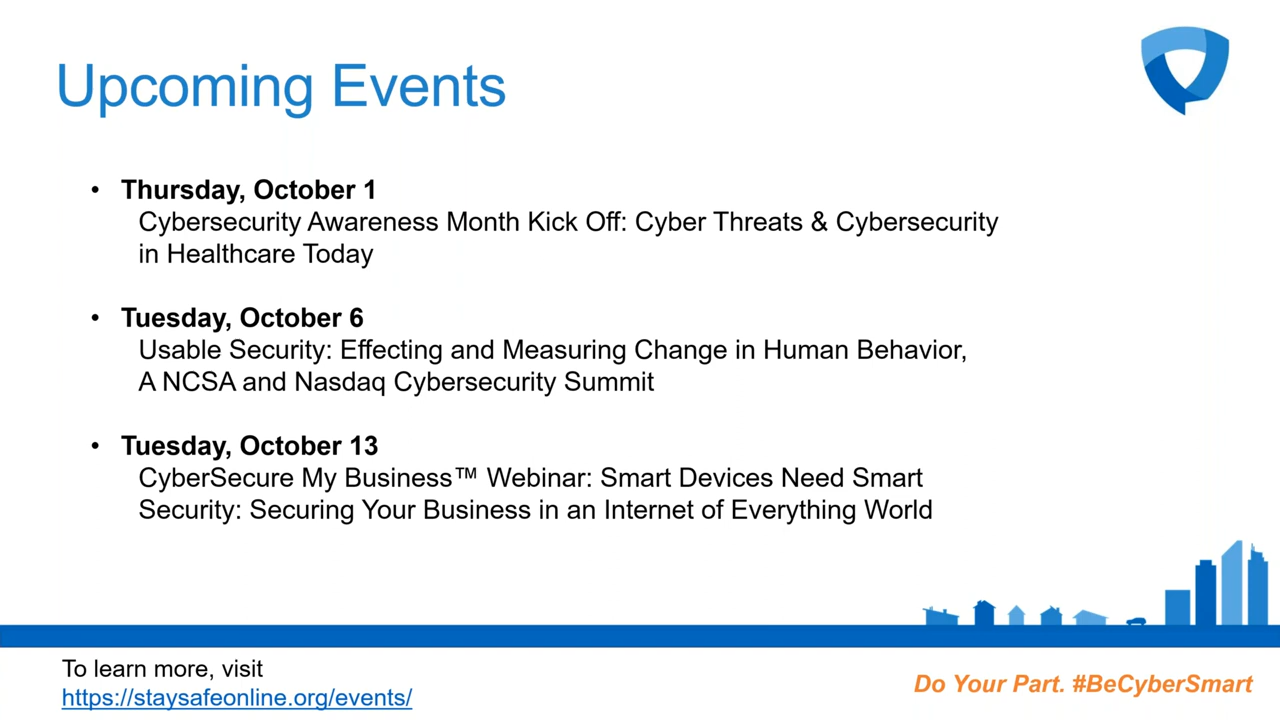 Upcoming Events
• Thursday, October 1
Cybersecurity Awareness Month Kick Off: Cyber Threats & Cybersecurity
in Healthcare Today
• Tuesday, October 6
Usable Security: Effecting and Measuring Change in Human Behavior,
A NCSA and Nasdaq Cybersecurity Summit
• Tuesday, October 13
CyberSecure My Business™ Webinar: Smart Devices Need Smart
Security: Securing Your Business in an Internet of Everything World
To learn more, visit
https://staysafeonline.org/events/
Do Your Part. #BeCyberSmart